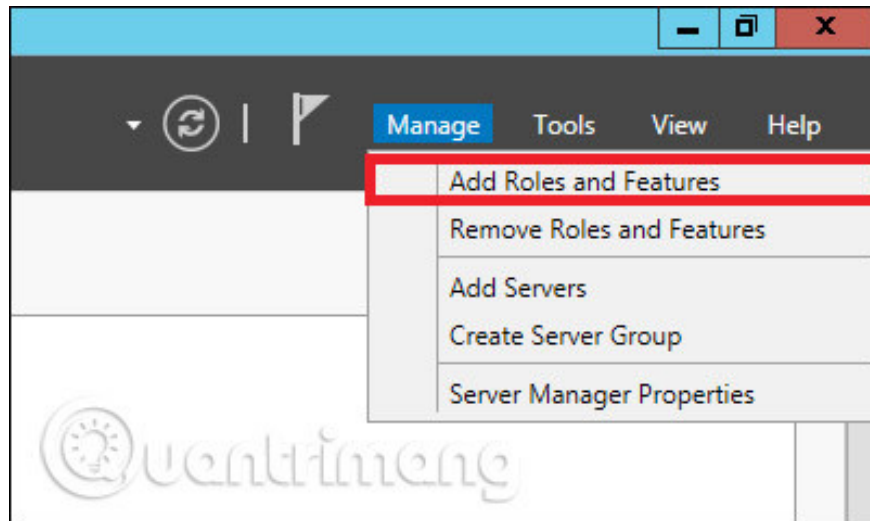 Manage Tools View Help
Add Roles and Features
Remove Roles and Features
Add Servers
Create Server Group
Server Manager Properties
Quantrimang